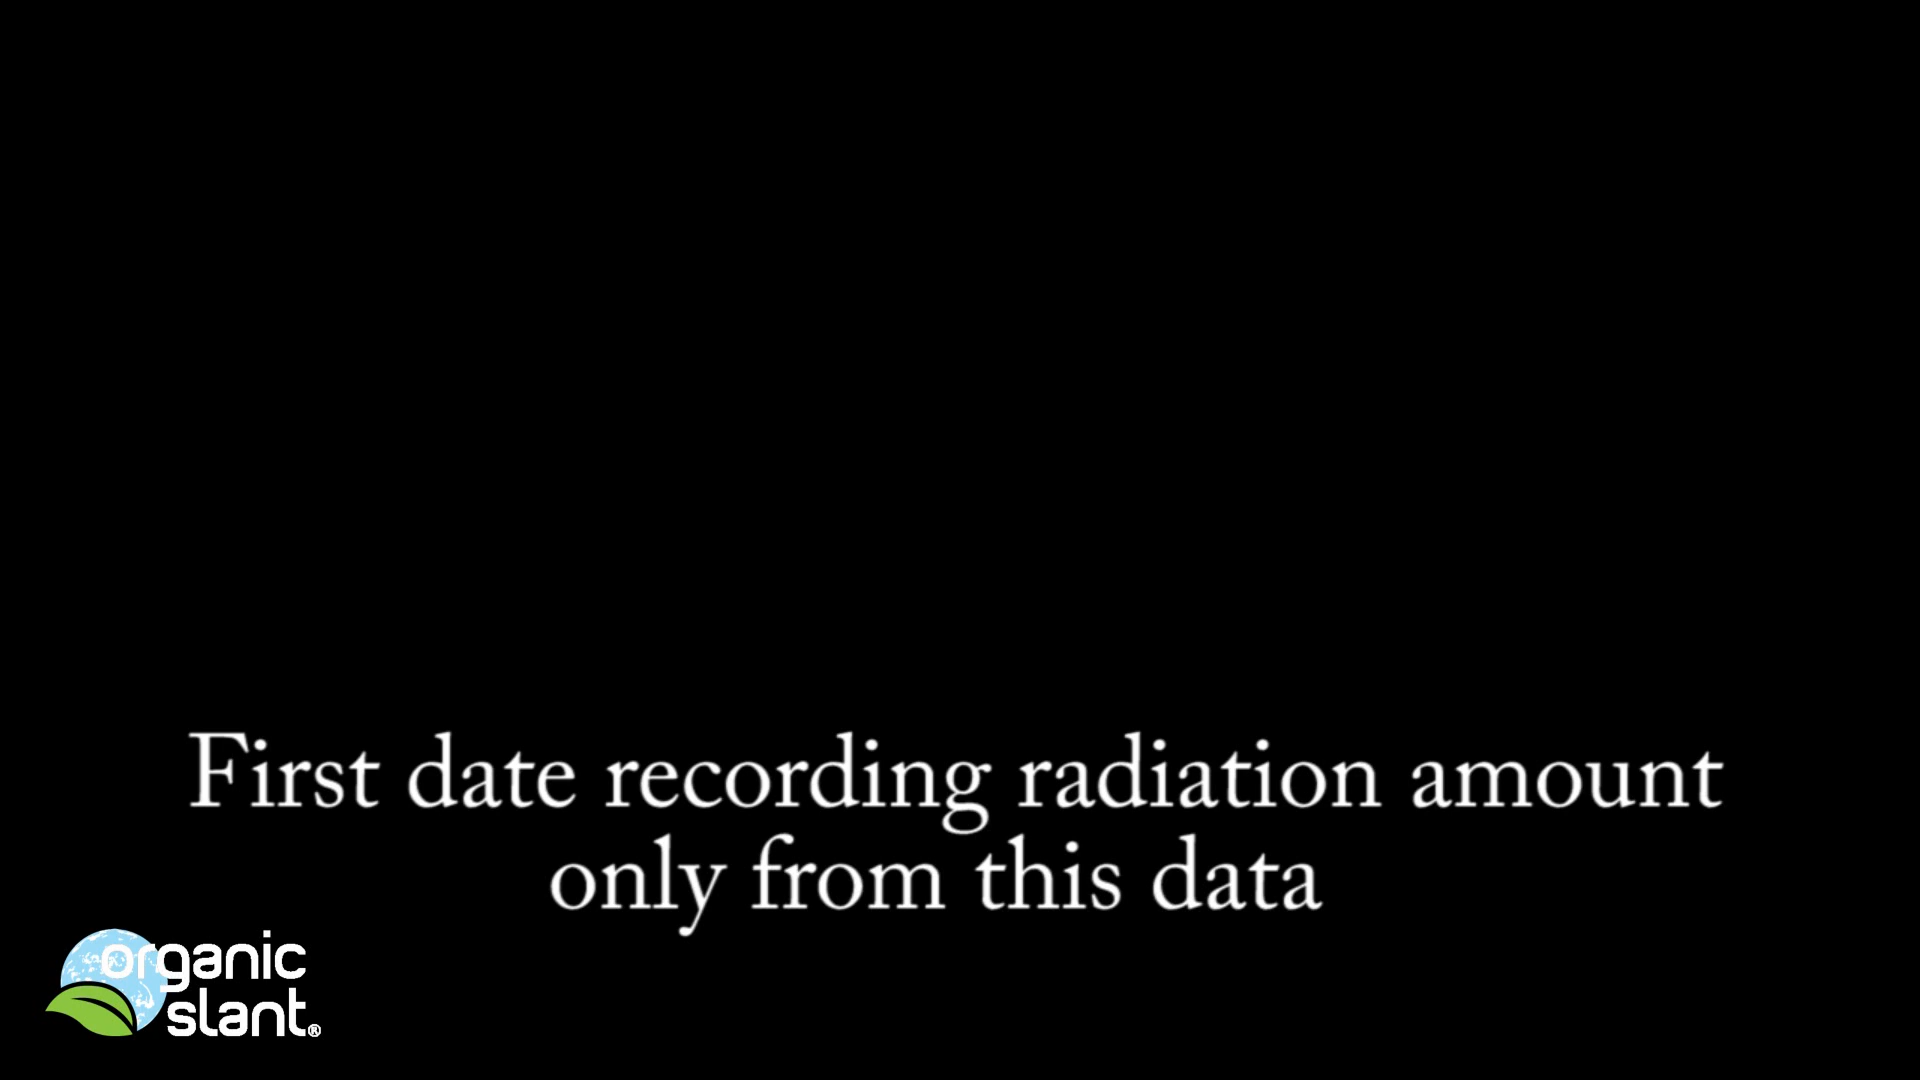 First date recording radiation amount
only from this data
organic
slant®